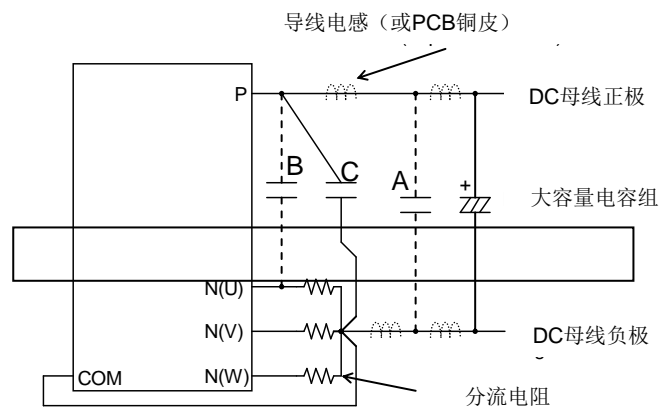 导线电感（或PCB铜皮）
P
DC母线正极
B
C
A
+
大容量电容组
N(U)
N(V)
DC母线负极
COM
N(W)
分流电阻